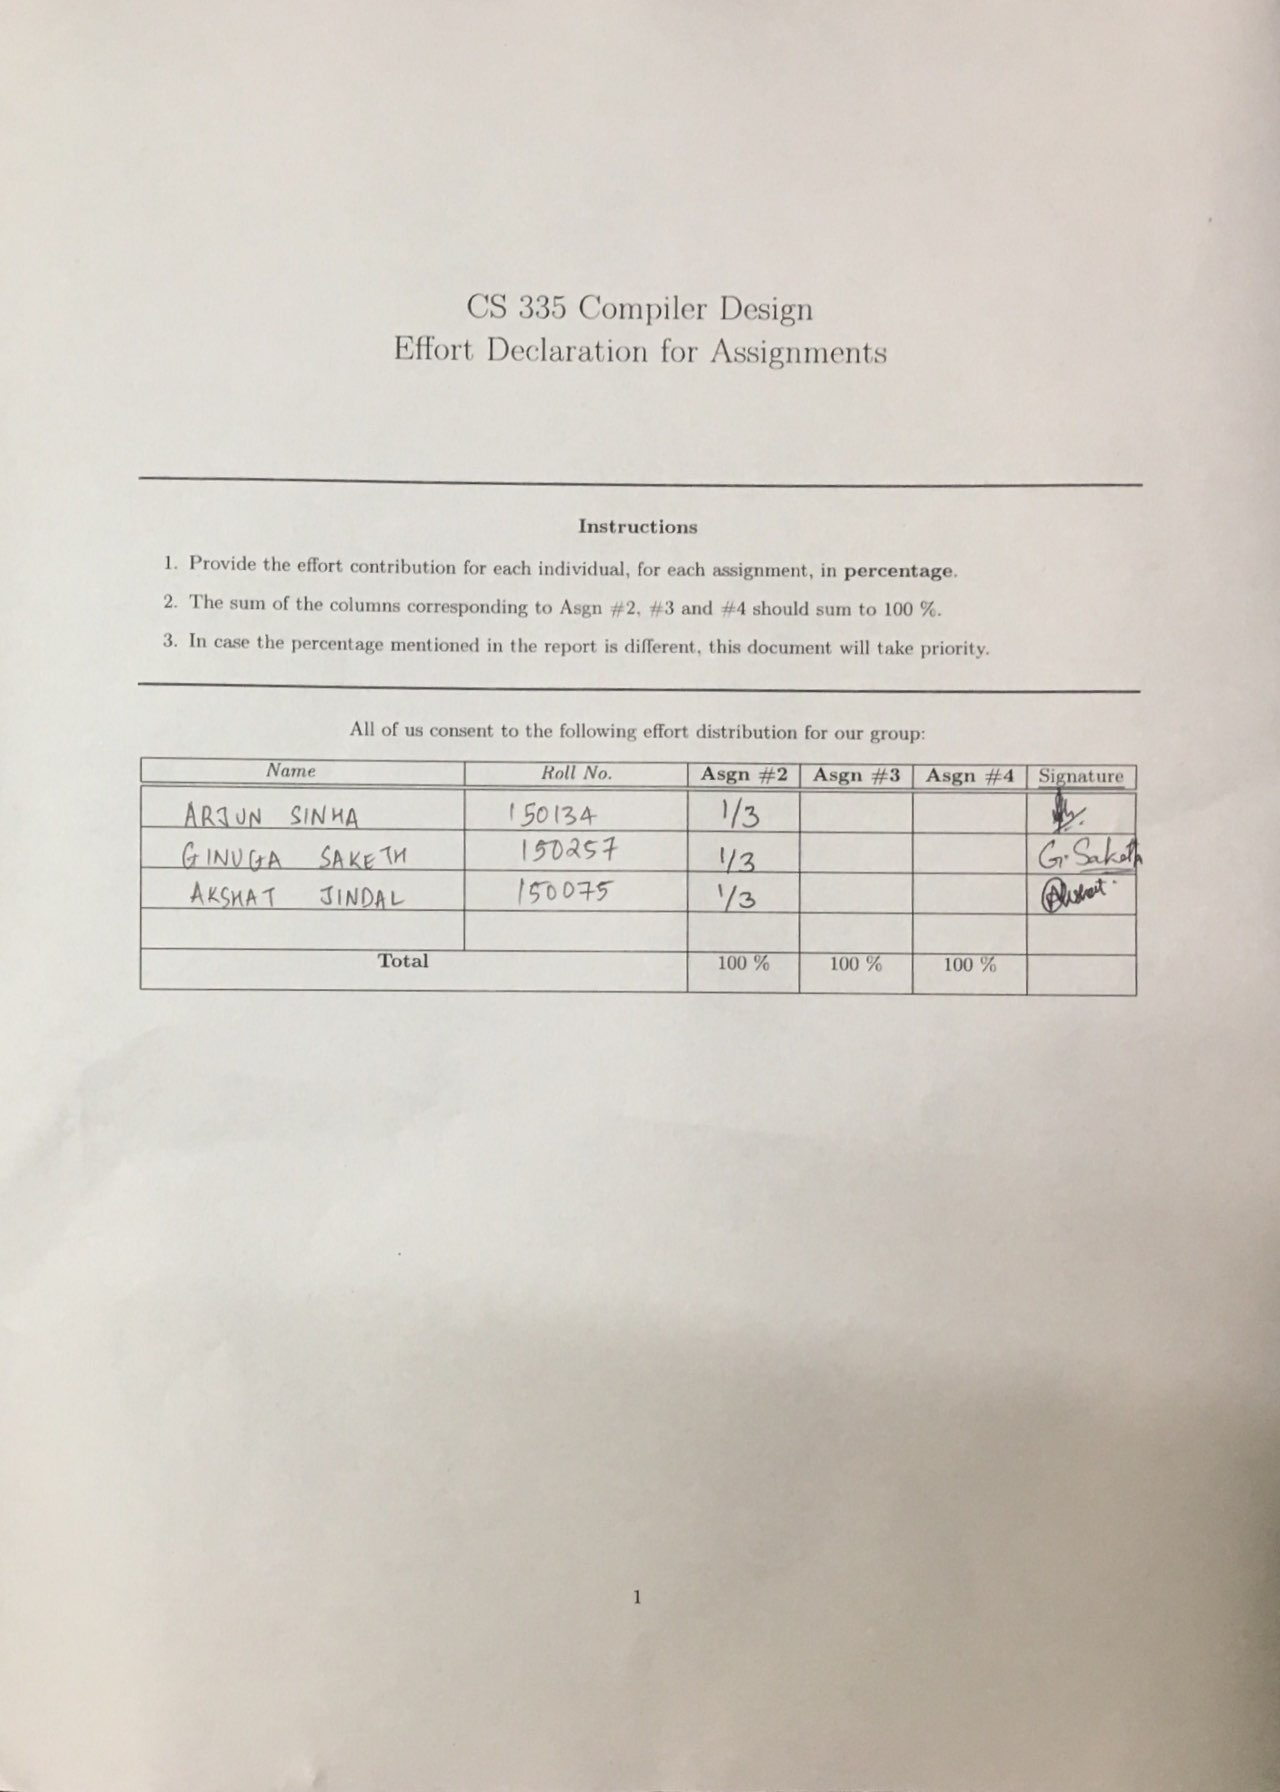 CS 335 Compiler Design
Effort Declaration for Assignments
Instructions
1. Provide the effort contribution for each individual, for each assignment, in percentage.
2. The sum of the columns corresponding to Asgn #2, #3 and #4 should sum to 100 %.
3. In case the percentage mentioned in the report is different, this document will take priority.
All of us consent to the following effort distribution for our group:
Name Roll No. Asgn #2 Asgn #3 Asgn #4 Signature
ARJUN SINHA 150134 1/3
GINUGA SAKETH 150257 1/3 G. Saketh
AKSHAT JINDAL 150075 1/3
Total 100 % 100 % 100 %
1